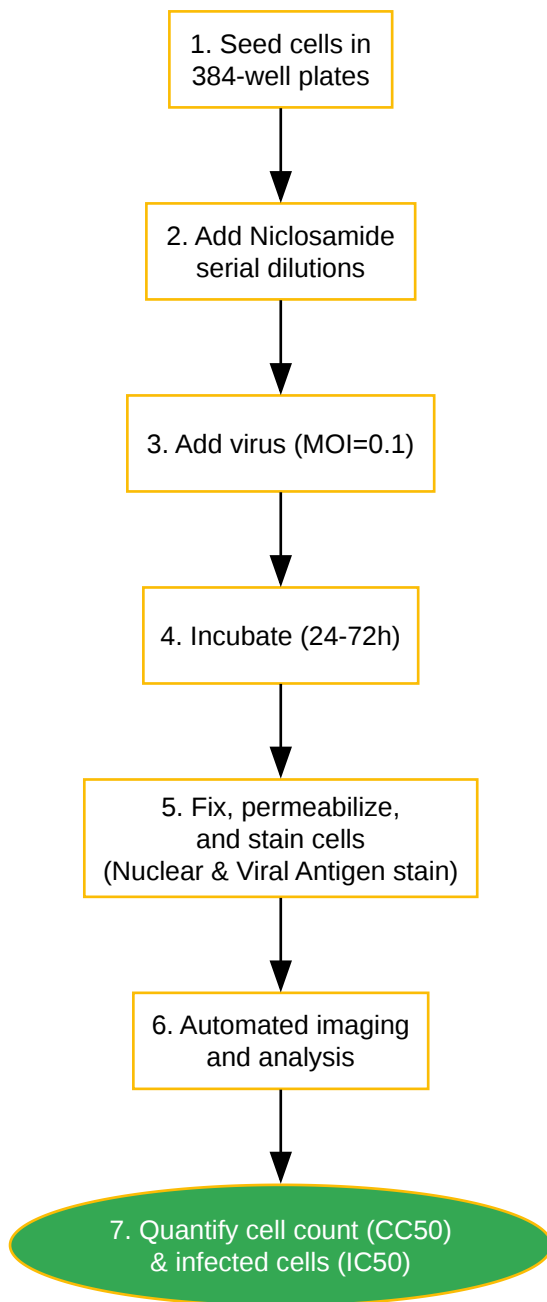 1. Seed cells in
384-well plates
2. Add Niclosamide
serial dilutions
3. Add virus (MOI=0.1)
4. Incubate (24-72h)
5. Fix, permeabilize,
and stain cells
(Nuclear & Viral Antigen stain)
6. Automated imaging
and analysis
7. Quantify cell count (CC50)
& infected cells (IC50)